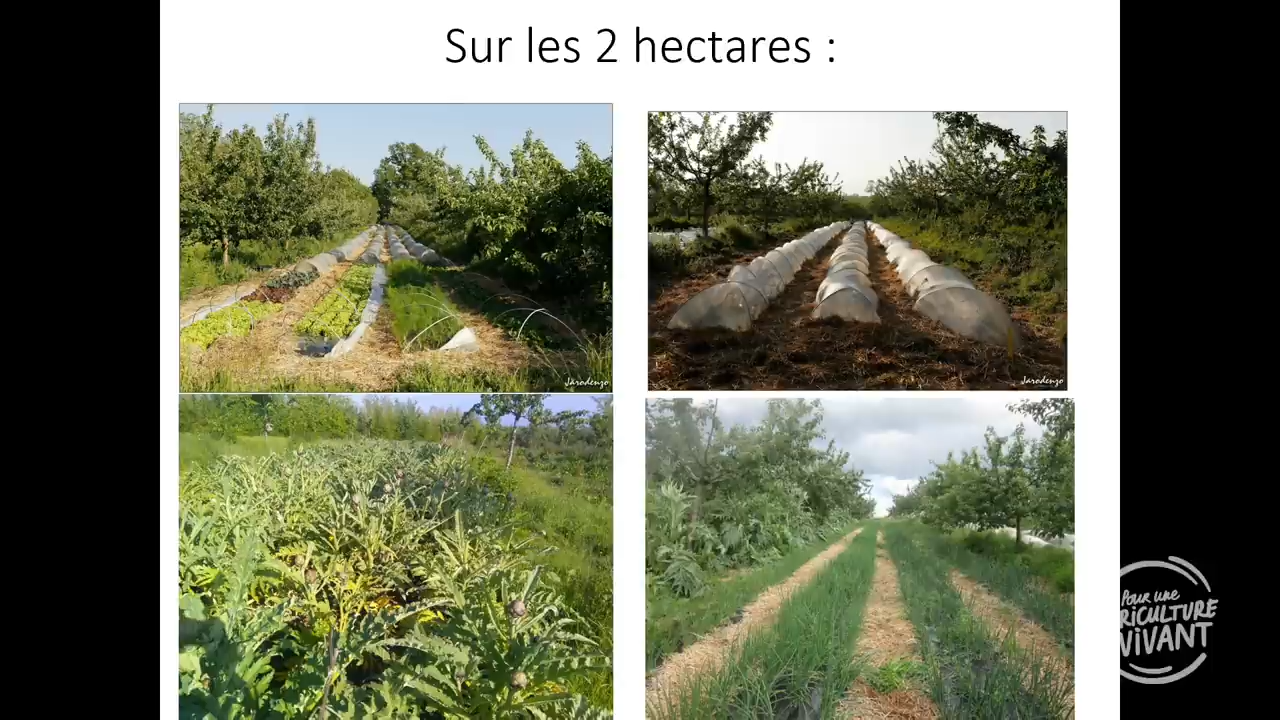 Sur les 2 hectares :
Jarodenzo
Jarodenzo
Pour une
RICULTURE
VIVANT